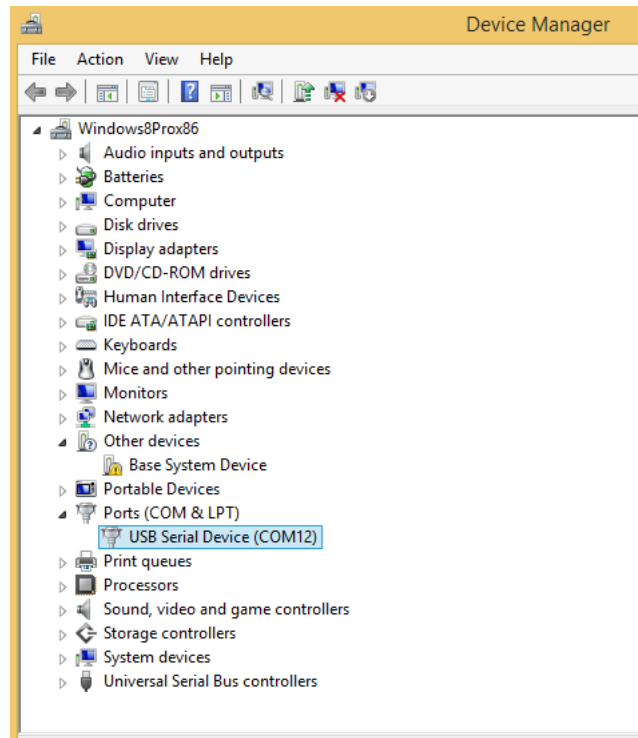 Device Manager
File Action View Help
?
Windows8Prox86
Audio inputs and outputs
Batteries
Computer
Disk drives
Display adapters
DVD/CD-ROM drives
Human Interface Devices
IDE ATA/ATAPI controllers
Keyboards
Mice and other pointing devices
Monitors
Network adapters
Other devices
Base System Device
Portable Devices
Ports (COM & LPT)
USB Serial Device (COM12)
Print queues
Processors
Sound, video and game controllers
Storage controllers
System devices
Universal Serial Bus controllers